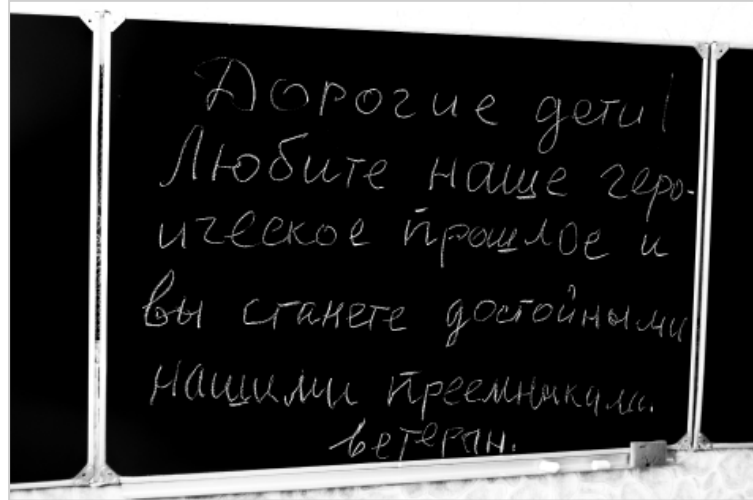 Дорогие дети!
Любите наше геро-
ическое прошлое и
вы станете достойными
нашими преемниками.
ветеран.